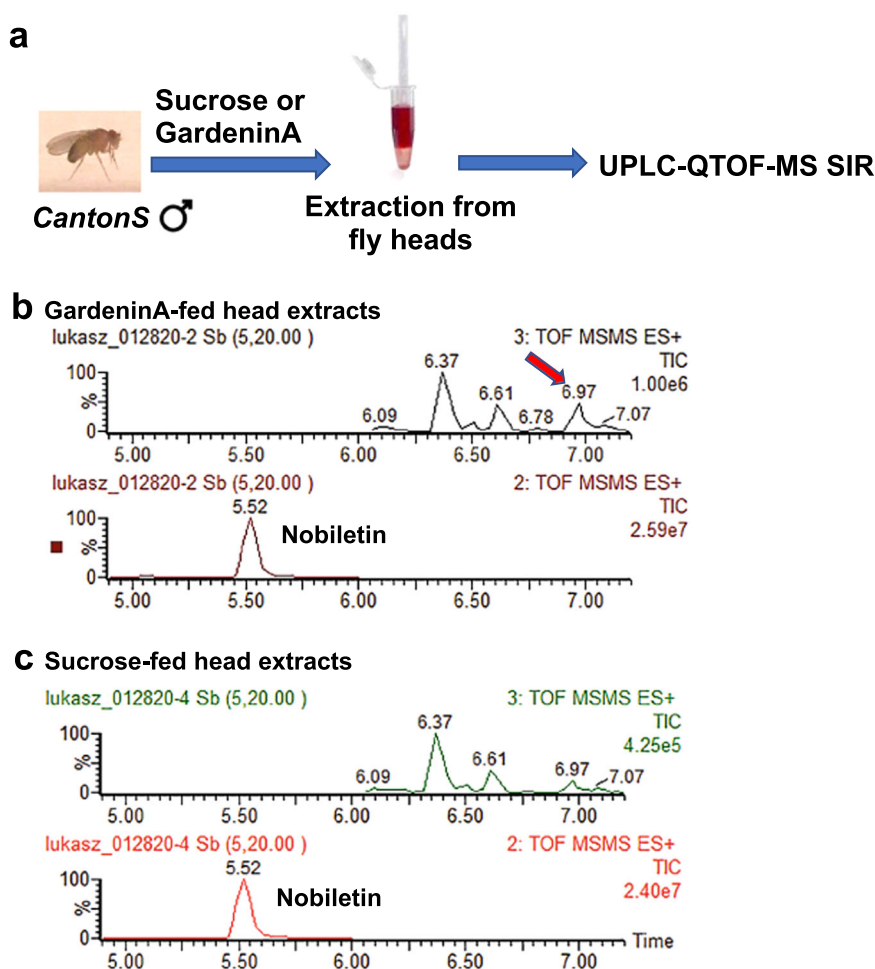 a
Sucrose or
GardeninA
CantonS ♂
Extraction from
fly heads
UPLC-QTOF-MS SIR
b GardeninA-fed head extracts
lukasz_012820-2 Sb (5,20.00 )
3: TOF MSMS ES+
TIC
1.00e6
100
%
0
6.09
6.37
6.61
6.78
6.97
7.07
5.00 5.50 6.00 6.50 7.00
lukasz_012820-2 Sb (5,20.00 )
2: TOF MSMS ES+
TIC
2.59e7
100
%
0
5.52
Nobiletin
5.00 5.50 6.00 6.50 7.00
c Sucrose-fed head extracts
lukasz_012820-4 Sb (5,20.00 )
3: TOF MSMS ES+
TIC
4.25e5
100
%
0
6.09
6.37
6.61
6.97
7.07
5.00 5.50 6.00 6.50 7.00
lukasz_012820-4 Sb (5,20.00 )
2: TOF MSMS ES+
TIC
2.40e7
100
%
0
5.52
Nobiletin
Time
5.00 5.50 6.00 6.50 7.00